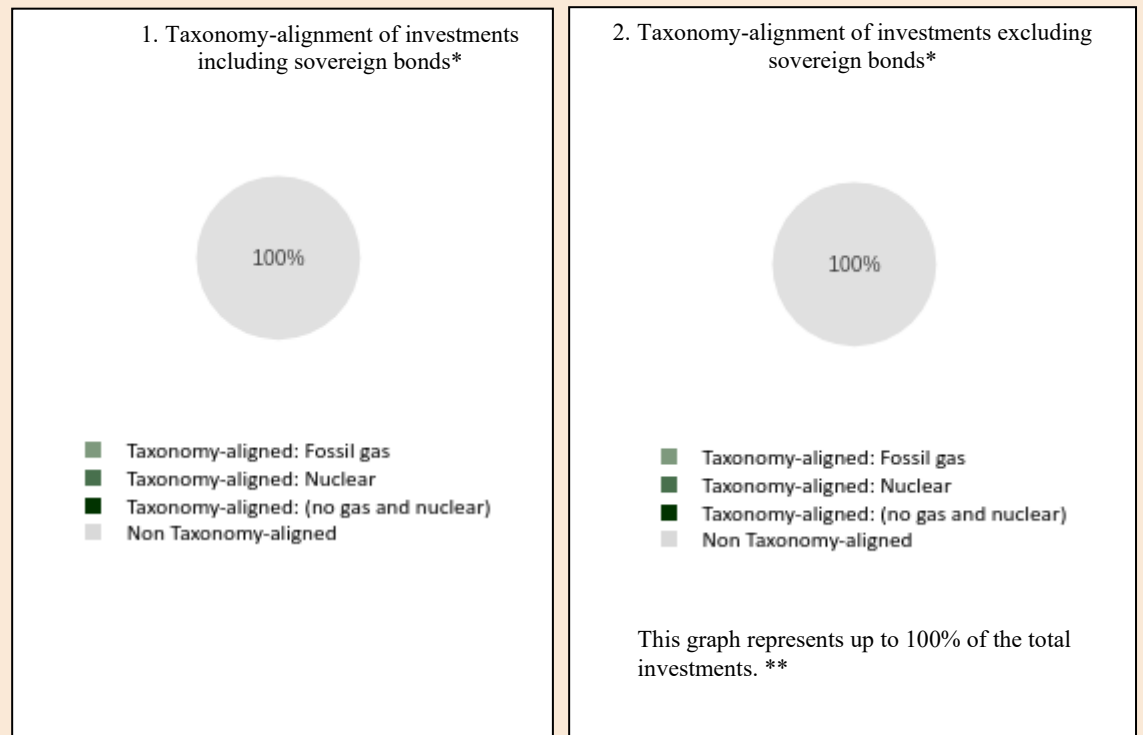 1. Taxonomy-alignment of investments
including sovereign bonds*
100%
Taxonomy-aligned: Fossil gas
Taxonomy-aligned: Nuclear
Taxonomy-aligned: (no gas and nuclear)
Non Taxonomy-aligned
2. Taxonomy-alignment of investments excluding
sovereign bonds*
100%
Taxonomy-aligned: Fossil gas
Taxonomy-aligned: Nuclear
Taxonomy-aligned: (no gas and nuclear)
Non Taxonomy-aligned
This graph represents up to 100% of the total
investments. **